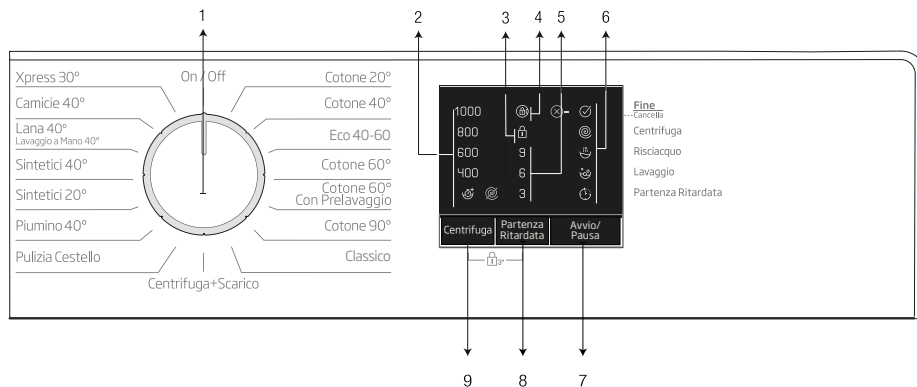 1 2 3 4 5 6
On / Off
Xpress 30°
Camicie 40°
Lana 40°
Lavaggio a Mano 40°
Sintetici 40°
Sintetici 20°
Piumino 40°
Pulizia Cestello
Centrifuga+Scarico
Cotone 20°
Cotone 40°
Eco 40-60
Cotone 60°
Cotone 60°
Con Prelavaggio
Cotone 90°
Classico
1000
800
600
400
9
6
3
Fine
Cancella
Centrifuga
Risciacquo
Lavaggio
Partenza Ritardata
Centrifuga
Partenza
Ritardata
Avvio/
Pausa
3"
9 8 7